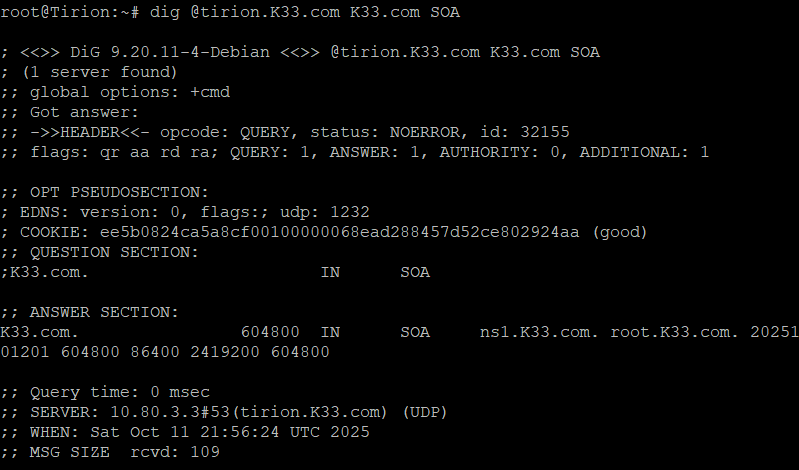 root@Tirion:~# dig @tirion.K33.com K33.com SOA
; <<>> DiG 9.20.11-4-Debian <<>> @tirion.K33.com K33.com SOA
; (1 server found)
;; global options: +cmd
;; Got answer:
;; ->>HEADER<<- opcode: QUERY, status: NOERROR, id: 32155
;; flags: qr aa rd ra; QUERY: 1, ANSWER: 1, AUTHORITY: 0, ADDITIONAL: 1
;; OPT PSEUDOSECTION:
; EDNS: version: 0, flags:; udp: 1232
; COOKIE: ee5b0824ca5a8cf00100000068ead288457d52ce802924aa (good)
;; QUESTION SECTION:
;K33.com. IN SOA
;; ANSWER SECTION:
K33.com. 604800 IN SOA ns1.K33.com. root.K33.com. 20251
01201 604800 86400 2419200 604800
;; Query time: 0 msec
;; SERVER: 10.80.3.3#53(tirion.K33.com) (UDP)
;; WHEN: Sat Oct 11 21:56:24 UTC 2025
;; MSG SIZE rcvd: 109